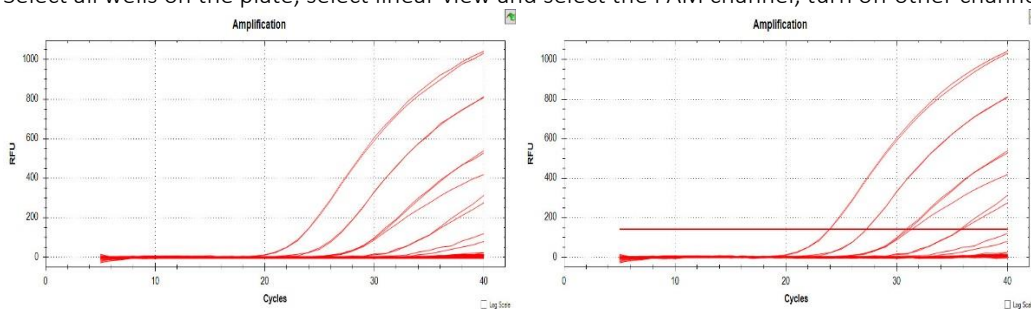 Select all wells on the plate, select linear view and select the FAM channel, turn off other channe
Amplification
1000
800
600
400
200
0
RFU
0
10
20
30
40
Cycles
Log Scale
Amplification
1000
800
600
400
200
0
RFU
0
10
20
30
40
Cycles
Log Scale